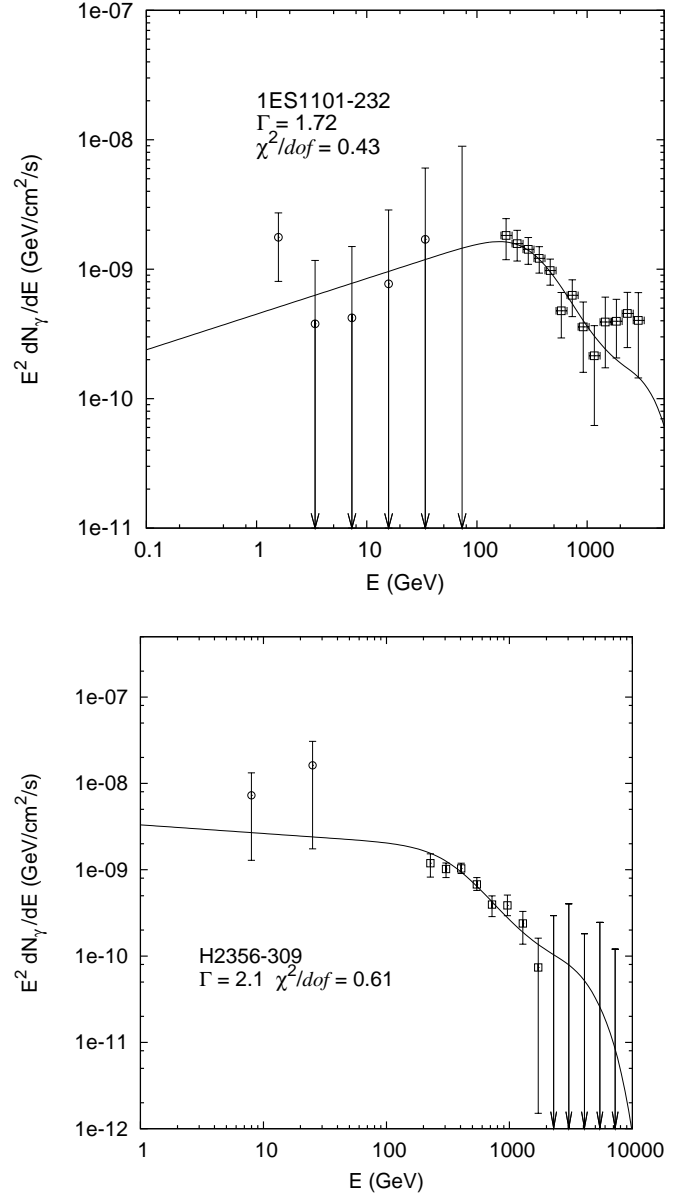 1e-07
1e-08
1e-09
1e-10
1e-11
E² dN_γ/dE (GeV/cm²/s)
1ES1101-232
Γ = 1.72
χ²/dof = 0.43
0.1 1 10 100 1000
E (GeV)
1e-07
1e-08
1e-09
1e-10
1e-11
1e-12
E² dN_γ/dE (GeV/cm²/s)
H2356-309
Γ = 2.1 χ²/dof = 0.61
1 10 100 1000 10000
E (GeV)